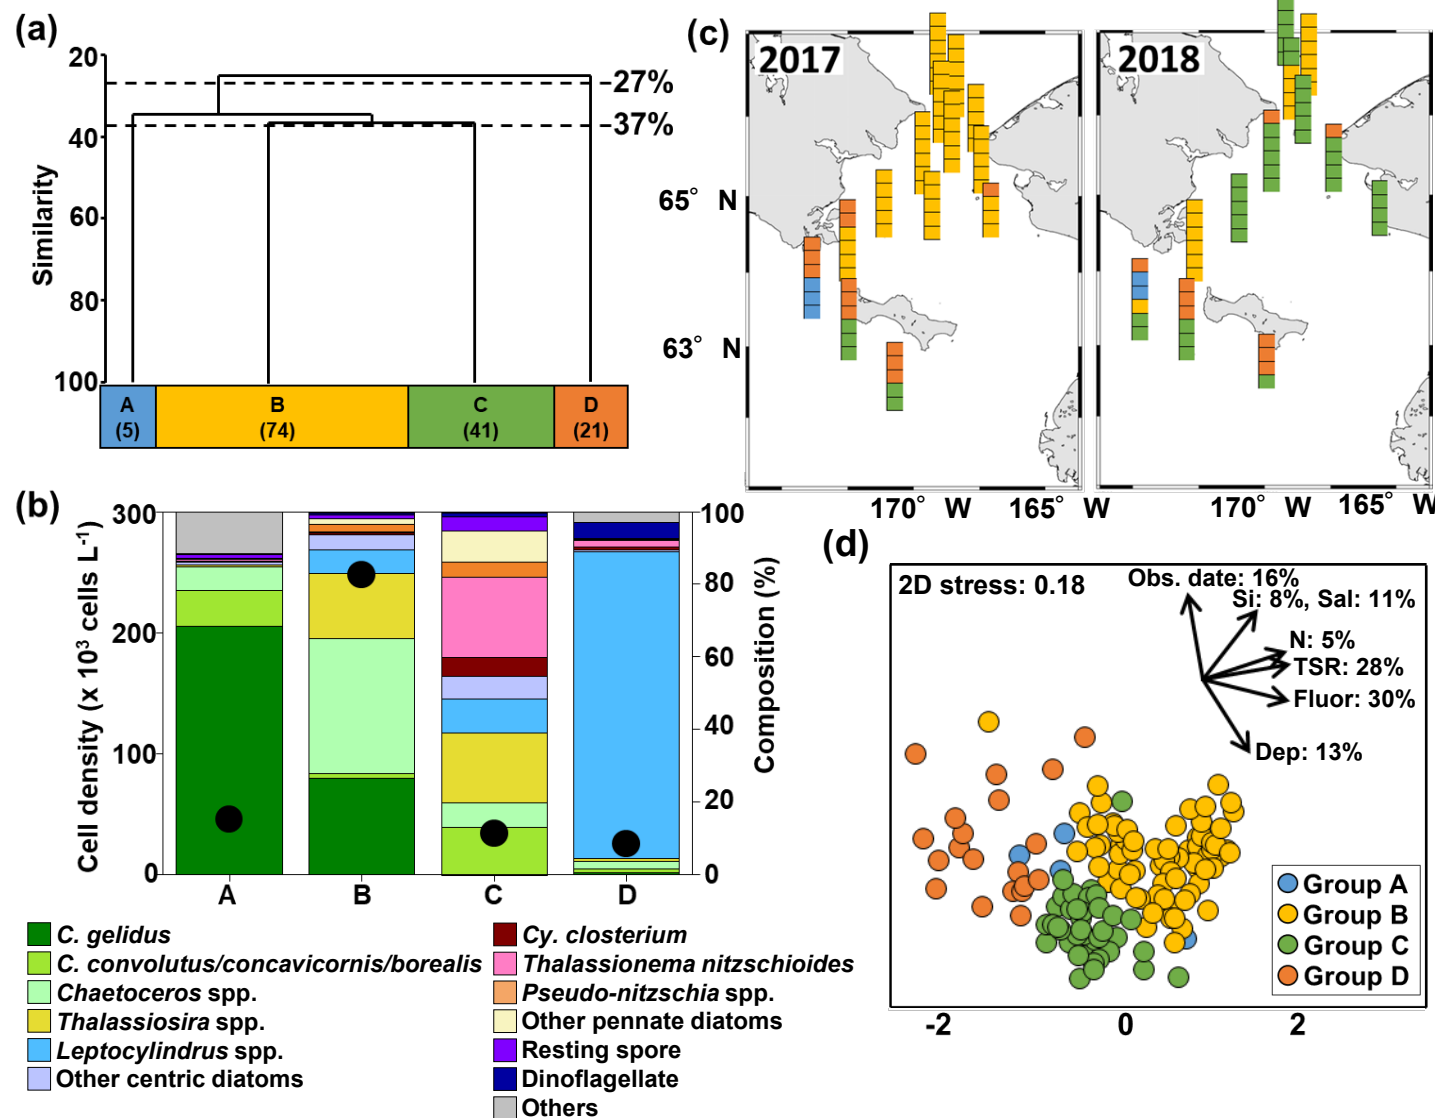 (a)
20
40
60
80
100
Similarity
27%
37%
A
(5)
B
(74)
C
(41)
D
(21)
(b)
300
200
100
0
Cell density (x 10³ cells L⁻¹)
100
80
60
40
20
0
Composition (%)
A
B
C
D
C. gelidus
C. convolutus/concavicornis/borealis
Chaetoceros spp.
Thalassiosira spp.
Leptocylindrus spp.
Other centric diatoms
Cy. closterium
Thalassionema nitzschioides
Pseudo-nitzschia spp.
Other pennate diatoms
Resting spore
Dinoflagellate
Others
(c)
2017
2018
65° N
63° N
170° W 165° W
170° W 165° W
(d)
2D stress: 0.18
Obs. date: 16%
Si: 8%, Sal: 11%
N: 5%
TSR: 28%
Fluor: 30%
Dep: 13%
Group A
Group B
Group C
Group D
-2 0 2